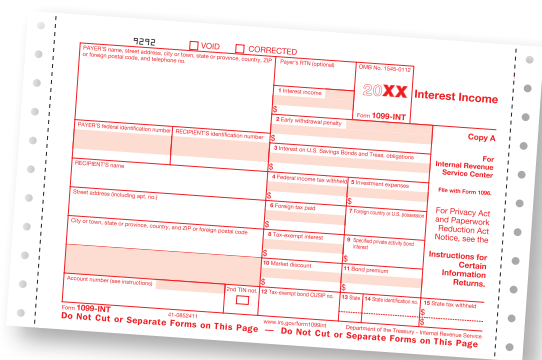 9292
VOID
CORRECTED
PAYER'S name, street address, city or town, state or province, country, ZIP
or foreign postal code, and telephone no.
Payer's RTN (optional)
OMB No. 1545-0112
20XX
Form 1099-INT
Interest Income
1 Interest income
$
2 Early withdrawal penalty
$
Copy A
PAYER'S federal identification number
RECIPIENT'S identification number
3 Interest on U.S. Savings Bonds and Treas. obligations
$
For
Internal Revenue
Service Center
File with Form 1096.
RECIPIENT'S name
4 Federal income tax withheld
$
5 Investment expenses
$
For Privacy Act
and Paperwork
Reduction Act
Notice, see the
Instructions for
Certain
Information
Returns.
Street address (including apt. no.)
6 Foreign tax paid
$
7 Foreign country or U.S. possession
City or town, state or province, country, and ZIP or foreign postal code
8 Tax-exempt interest
$
9 Specified private activity bond
interest
$
10 Market discount
$
11 Bond premium
$
Account number (see instructions)
2nd TIN not.
12 Tax-exempt bond CUSIP no.
13 State
14 State identification no.
15 State tax withheld
$
$
Form 1099-INT
41-0852411
www.irs.gov/form1099int
Department of the Treasury - Internal Revenue Service
Do Not Cut or Separate Forms on This Page — Do Not Cut or Separate Forms on This Page